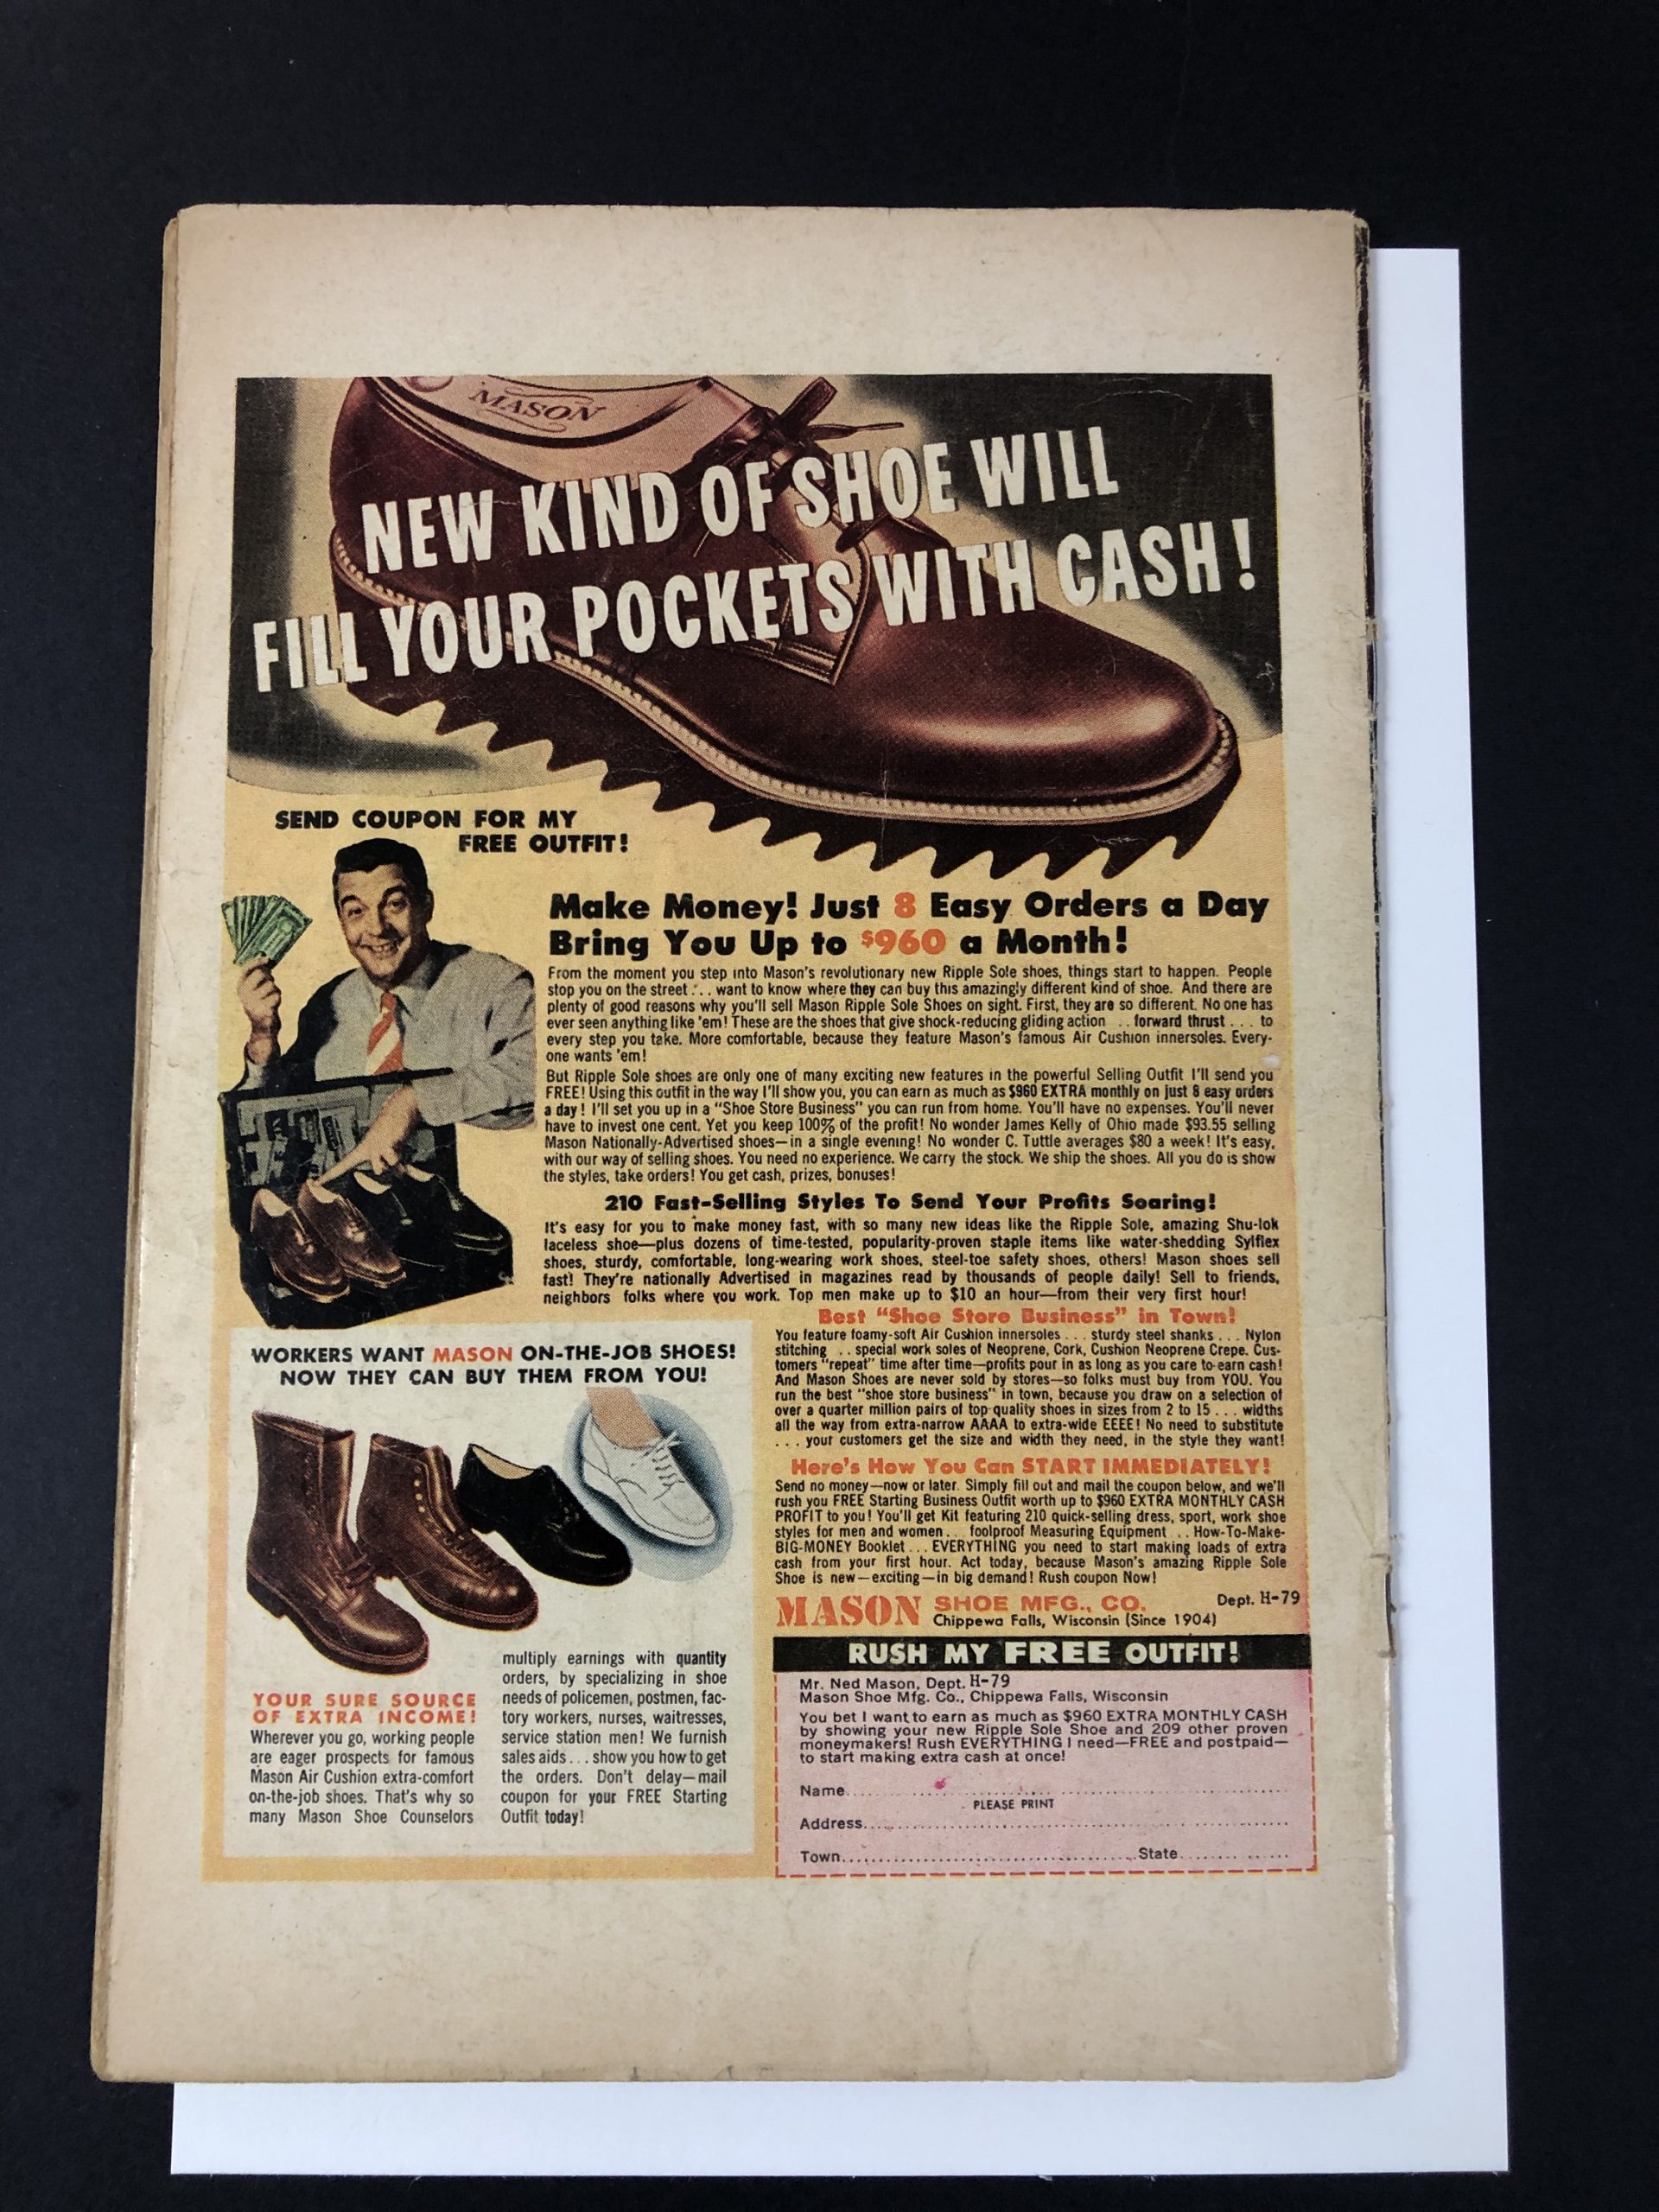 MASON
NEW KIND OF SHOE WILL
FILL YOUR POCKETS WITH CASH!
SEND COUPON FOR MY
FREE OUTFIT!
Make Money! Just 8 Easy Orders a Day
Bring You Up to $960 a Month!
From the moment you step into Mason's revolutionary new Ripple Sole shoes, things start to happen. People
stop you on the street ... want to know where they can buy this amazingly different kind of shoe. And there are
plenty of good reasons why you'll sell Mason Ripple Sole Shoes on sight. First, they are so different. No one has
ever seen anything like 'em! These are the shoes that give shock-reducing gliding action .. forward thrust ... to
every step you take. More comfortable, because they feature Mason's famous Air Cushion innersoles. Every-
one wants 'em!
But Ripple Sole shoes are only one of many exciting new features in the powerful Selling Outfit I'll send you
FREE! Using this outfit in the way I'll show you, you can earn as much as $960 EXTRA monthly on just 8 easy orders
a day! I'll set you up in a "Shoe Store Business" you can run from home. You'll have no expenses. You'll never
have to invest one cent. Yet you keep 100% of the profit! No wonder James Kelly of Ohio made $93.55 selling
Mason Nationally-Advertised shoes—in a single evening! No wonder C. Tuttle averages $80 a week! It's easy,
with our way of selling shoes. You need no experience. We carry the stock. We ship the shoes. All you do is show
the styles, take orders! You get cash, prizes, bonuses!
210 Fast-Selling Styles To Send Your Profits Soaring!
It's easy for you to make money fast, with so many new ideas like the Ripple Sole, amazing Shu-lok
laceless shoe—plus dozens of time-tested, popularity-proven staple items like water-shedding Sylflex
shoes, sturdy, comfortable, long-wearing work shoes, steel-toe safety shoes, others! Mason shoes sell
fast! They're nationally Advertised in magazines read by thousands of people daily! Sell to friends,
neighbors folks where you work. Top men make up to $10 an hour—from their very first hour!
Best "Shoe Store Business" in Town!
You feature foamy-soft Air Cushion innersoles ... sturdy steel shanks ... Nylon
stitching .. special work soles of Neoprene, Cork, Cushion Neoprene Crepe. Cus-
tomers "repeat" time after time—profits pour in as long as you care to earn cash!
And Mason Shoes are never sold by stores—so folks must buy from YOU. You
run the best "shoe store business" in town, because you draw on a selection of
over a quarter million pairs of top quality shoes in sizes from 2 to 15 ... widths
all the way from extra-narrow AAAA to extra-wide EEEE! No need to substitute
... your customers get the size and width they need, in the style they want!
Here's How You Can START IMMEDIATELY!
Send no money—now or later. Simply fill out and mail the coupon below, and we'll
rush you FREE Starting Business Outfit worth up to $960 EXTRA MONTHLY CASH
PROFIT to you! You'll get Kit featuring 210 quick-selling dress, sport, work shoe
styles for men and women... foolproof Measuring Equipment .. How-To-Make-
BIG-MONEY Booklet ... EVERYTHING you need to start making loads of extra
cash from your first hour. Act today, because Mason's amazing Ripple Sole
Shoe is new—exciting—in big demand! Rush coupon Now!
MASON SHOE MFG., CO. Dept. H-79
Chippewa Falls, Wisconsin (Since 1904)
WORKERS WANT MASON ON-THE-JOB SHOES!
NOW THEY CAN BUY THEM FROM YOU!
YOUR SURE SOURCE
OF EXTRA INCOME!
Wherever you go, working people
are eager prospects for famous
Mason Air Cushion extra-comfort
on-the-job shoes. That's why so
many Mason Shoe Counselors
multiply earnings with quantity
orders, by specializing in shoe
needs of policemen, postmen, fac-
tory workers, nurses, waitresses,
service station men! We furnish
sales aids ... show you how to get
the orders. Don't delay—mail
coupon for your FREE Starting
Outfit today!
RUSH MY FREE OUTFIT!
Mr. Ned Mason, Dept. H-79
Mason Shoe Mfg. Co., Chippewa Falls, Wisconsin
You bet I want to earn as much as $960 EXTRA MONTHLY CASH
by showing your new Ripple Sole Shoe and 209 other proven
moneymakers! Rush EVERYTHING I need—FREE and postpaid—
to start making extra cash at once!
Name
PLEASE PRINT
Address
Town State